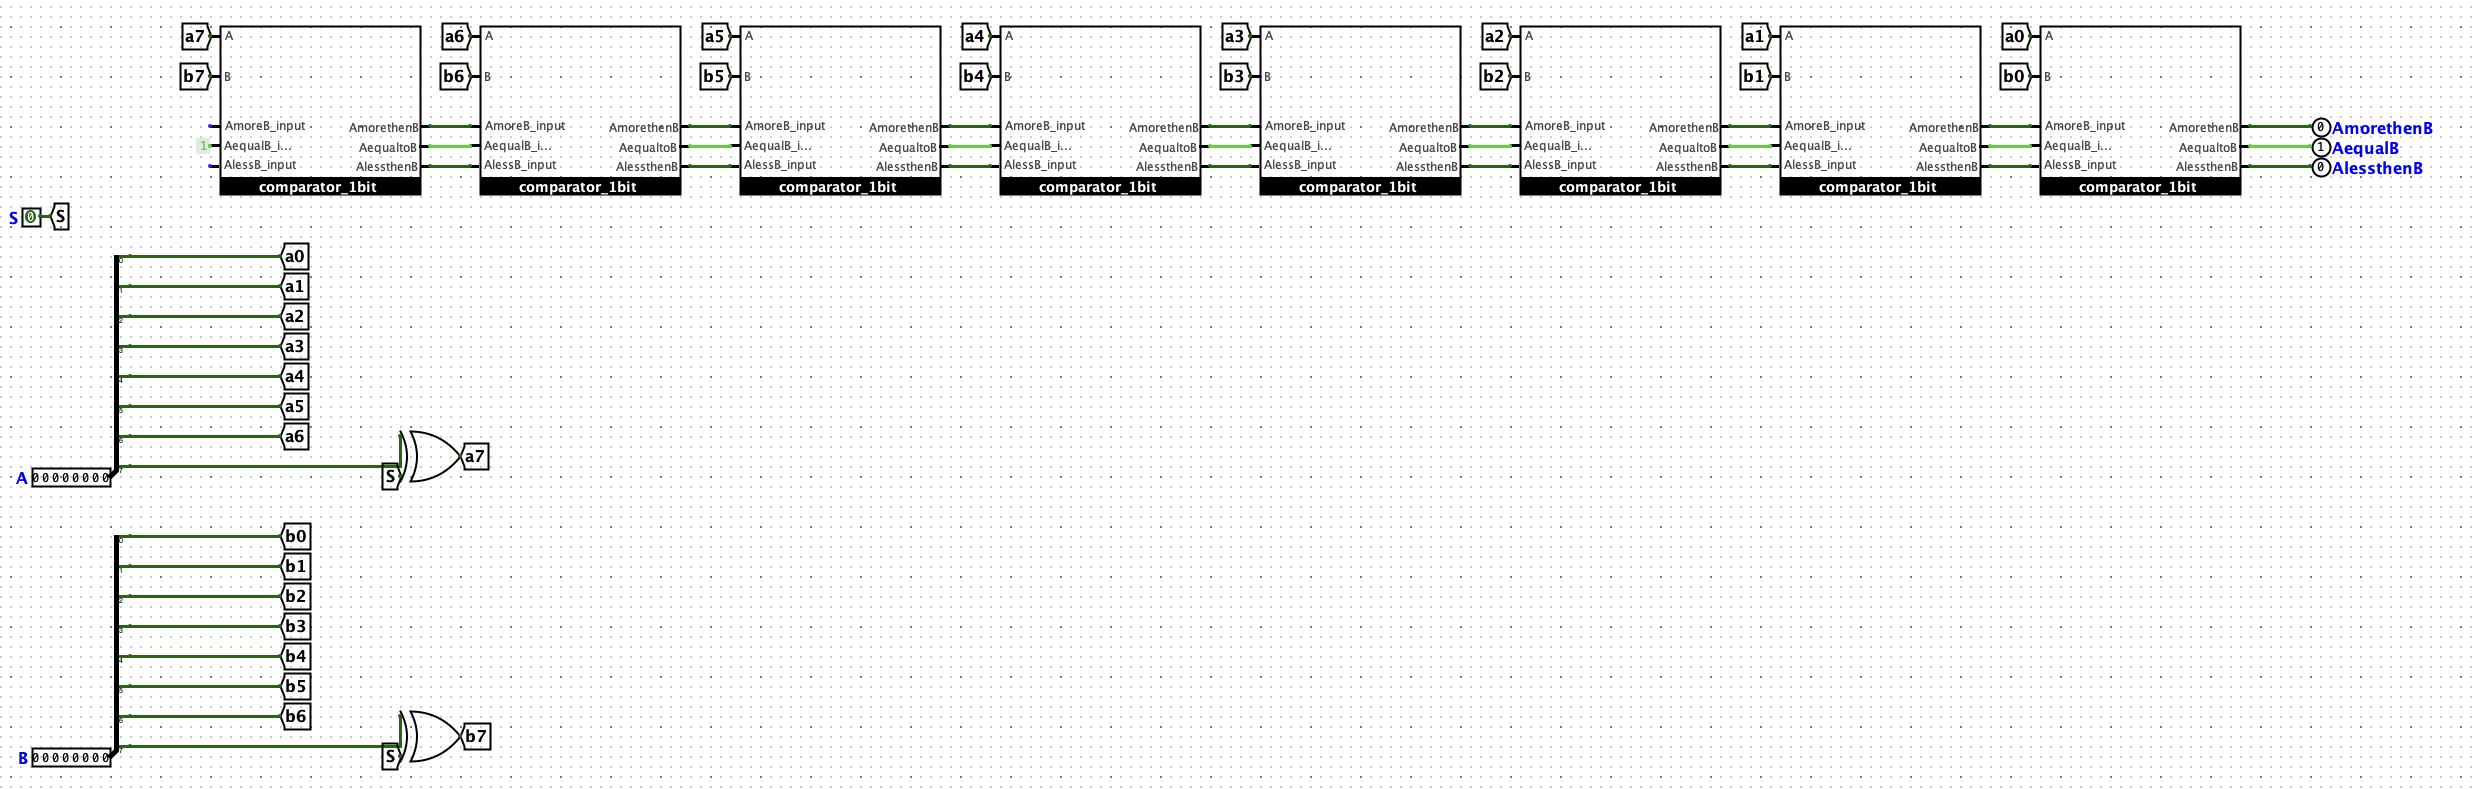 a7 a6 a5 a4 a3 a2 a1 a0
A A A A A A A A
b7 b6 b5 b4 b3 b2 b1 b0
B B B B B B B B
AmoreB_input AmorethenB AmoreB_input AmorethenB AmoreB_input AmorethenB AmoreB_input AmorethenB AmoreB_input AmorethenB AmoreB_input AmorethenB AmoreB_input AmorethenB AmoreB_input AmorethenB 0 AmorethenB
1 AequalB_i... AequaltoB AequalB_i... AequaltoB AequalB_i... AequaltoB AequalB_i... AequaltoB AequalB_i... AequaltoB AequalB_i... AequaltoB AequalB_i... AequaltoB AequalB_i... AequaltoB 1 AequalB
AlessB_input AlessthenB AlessB_input AlessthenB AlessB_input AlessthenB AlessB_input AlessthenB AlessB_input AlessthenB AlessB_input AlessthenB AlessB_input AlessthenB AlessB_input AlessthenB 0 AlessthenB
comparator_1bit comparator_1bit comparator_1bit comparator_1bit comparator_1bit comparator_1bit comparator_1bit comparator_1bit
S 0 S
a0
a1
a2
a3
a4
a5
a6
a7
A 00000000 S
b0
b1
b2
b3
b4
b5
b6
b7
B 00000000 S